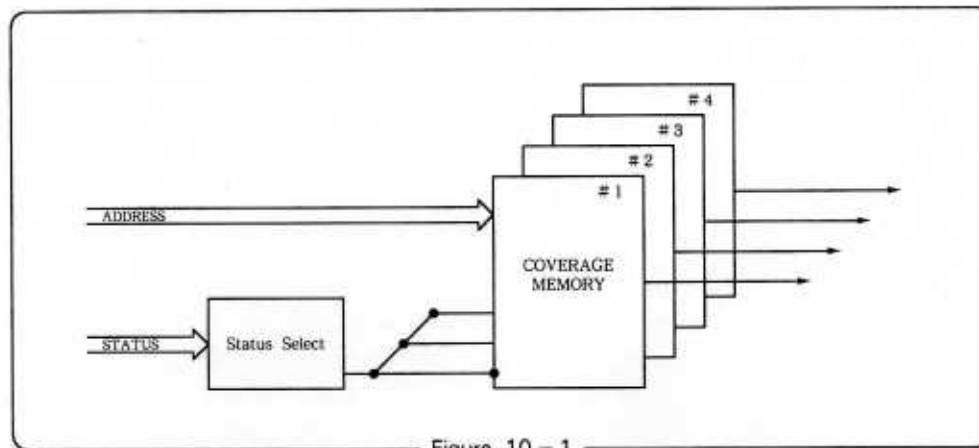 # 4
# 3
# 2
# 1
ADDRESS
COVERAGE
MEMORY
STATUS
Status Select
Figure 10 - 1